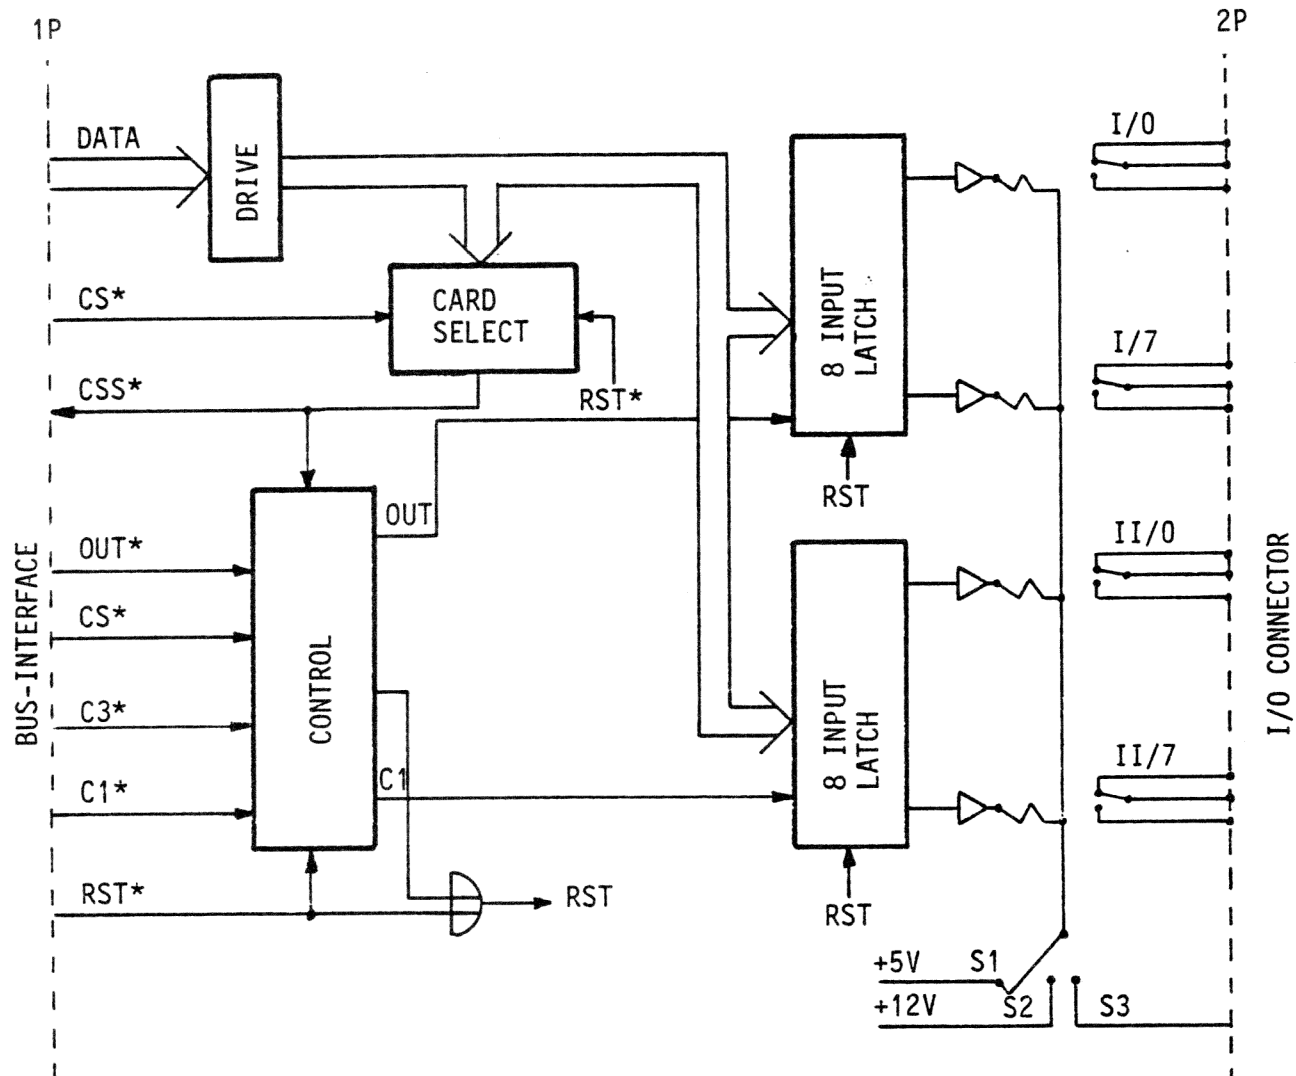 1P
2P
DATA
DRIVE
I/0
CS*
CARD
SELECT
8 INPUT
LATCH
I/7
CSS*
RST*
RST
OUT
OUT*
II/0
BUS-INTERFACE
CS*
CONTROL
I/O CONNECTOR
C3*
8 INPUT
LATCH
II/7
C1*
C1
RST*
RST
RST
+5V
S1
+12V
S2
S3